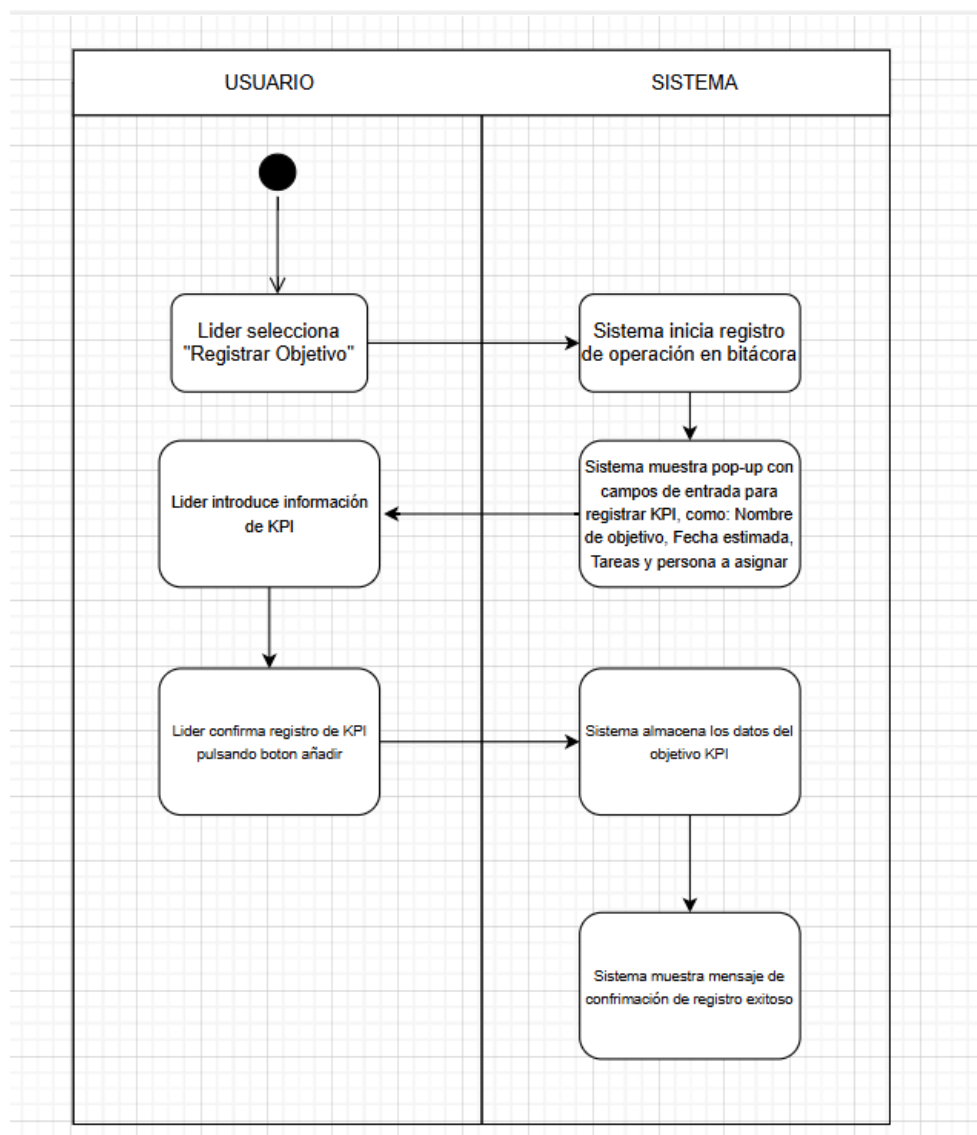 USUARIO
SISTEMA
Lider selecciona
"Registrar Objetivo"
Sistema inicia registro
de operación en bitácora
Sistema muestra pop-up con
campos de entrada para
registrar KPI, como: Nombre
de objetivo, Fecha estimada,
Tareas y persona a asignar
Lider introduce información
de KPI
Lider confirma registro de KPI
pulsando boton añadir
Sistema almacena los datos del
objetivo KPI
Sistema muestra mensaje de
confrimación de registro exitoso